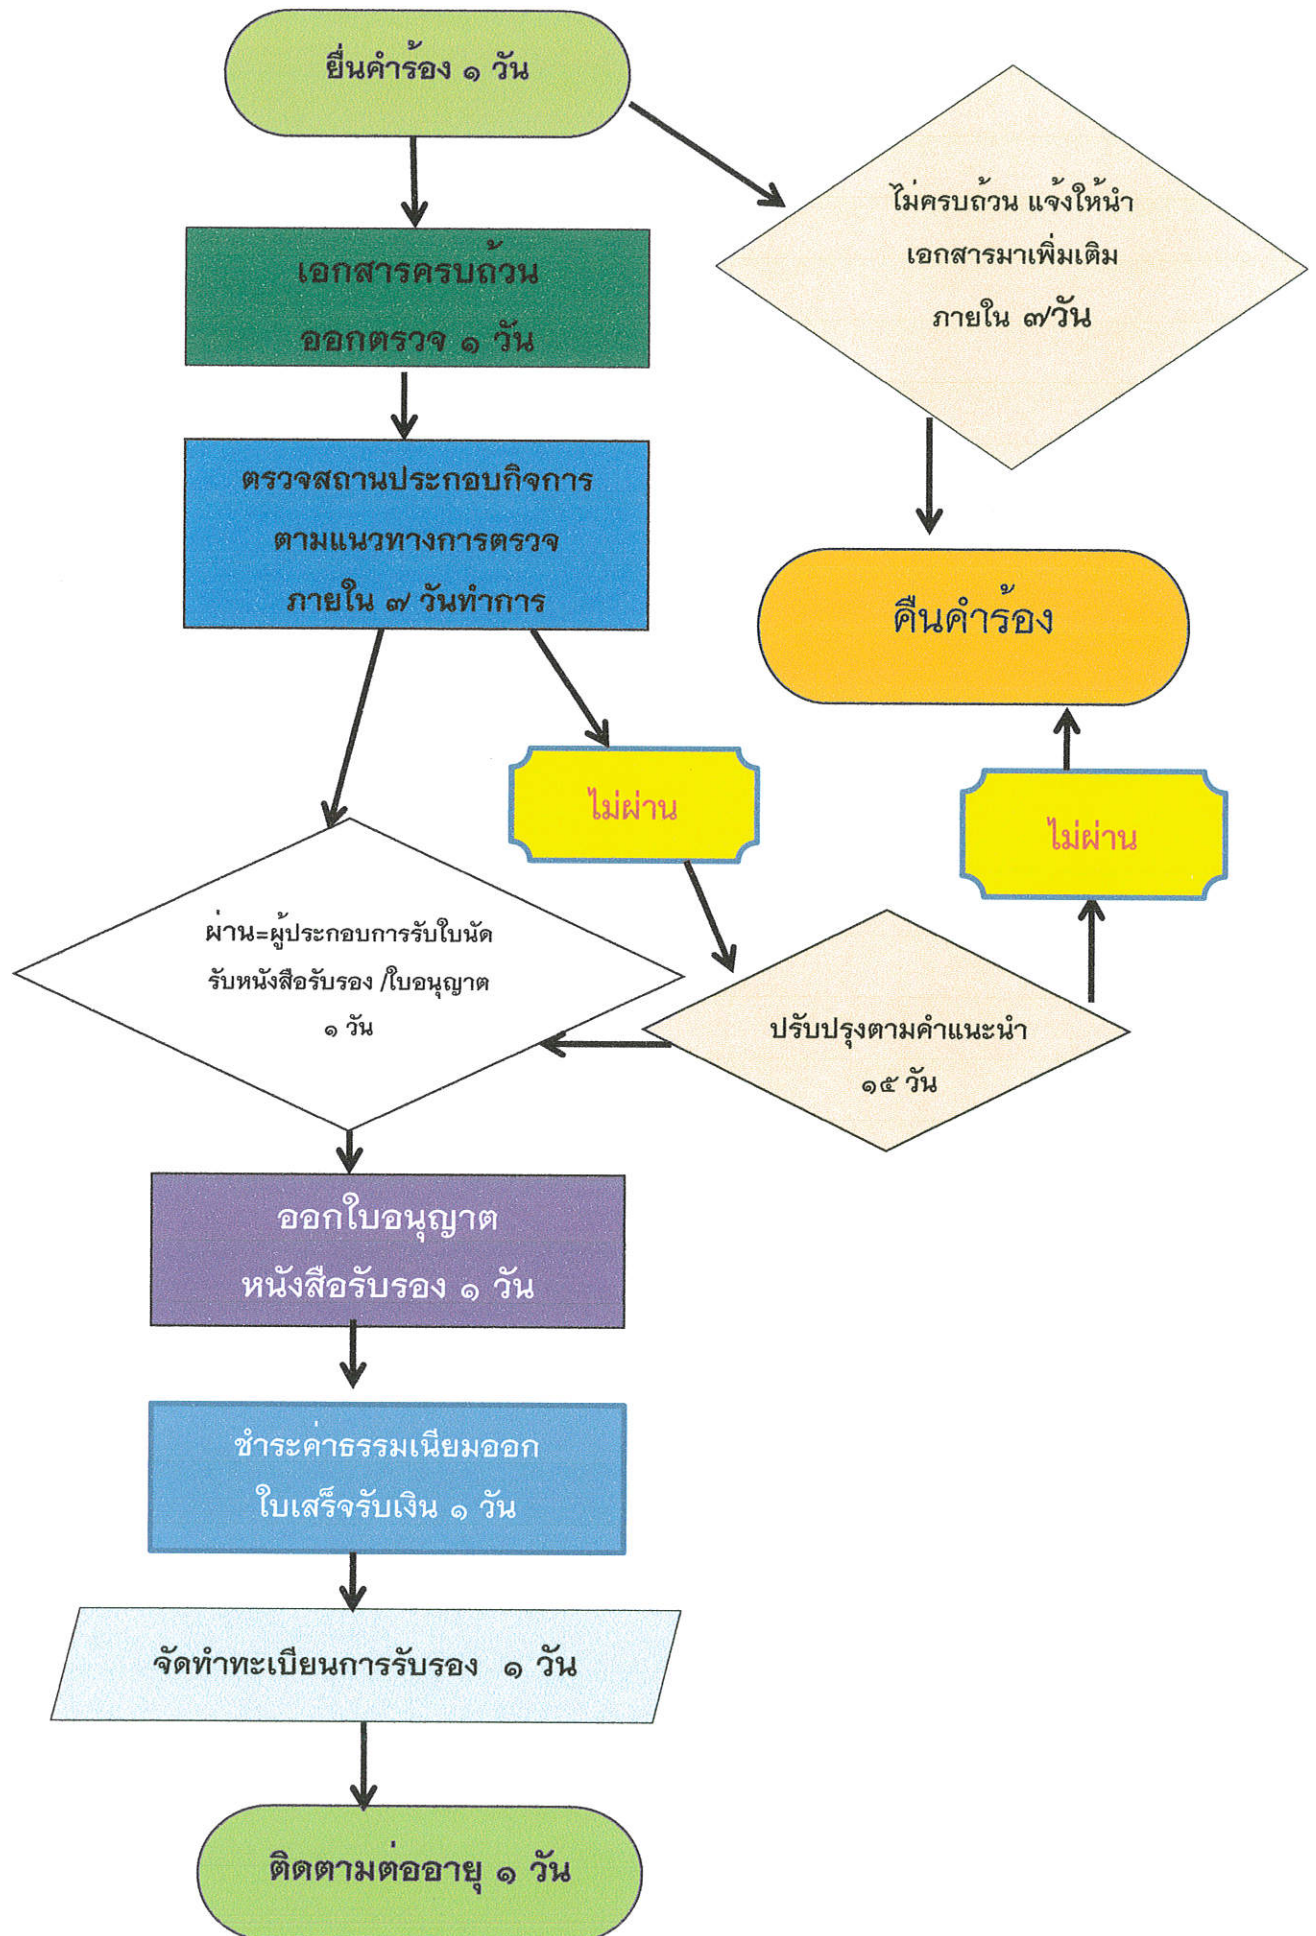 ยื่นคำร้อง ๑ วัน
ไม่ครบถ้วน แจ้งให้นำ
เอกสารมาเพิ่มเติม
ภายใน ๗วัน
เอกสารครบถ้วน
ออกตรวจ ๑ วัน
ตรวจสถานประกอบกิจการ
ตามแนวทางการตรวจ
ภายใน ๗ วันทำการ
คืนคำร้อง
ไม่ผ่าน
ไม่ผ่าน
ผ่าน=ผู้ประกอบการรับใบนัด
รับหนังสือรับรอง /ใบอนุญาต
๑ วัน
ปรับปรุงตามคำแนะนำ
๑๕ วัน
ออกใบอนุญาต
หนังสือรับรอง ๑ วัน
ชำระค่าธรรมเนียมออก
ใบเสร็จรับเงิน ๑ วัน
จัดทำทะเบียนการรับรอง ๑ วัน
ติดตามต่ออายุ ๑ วัน